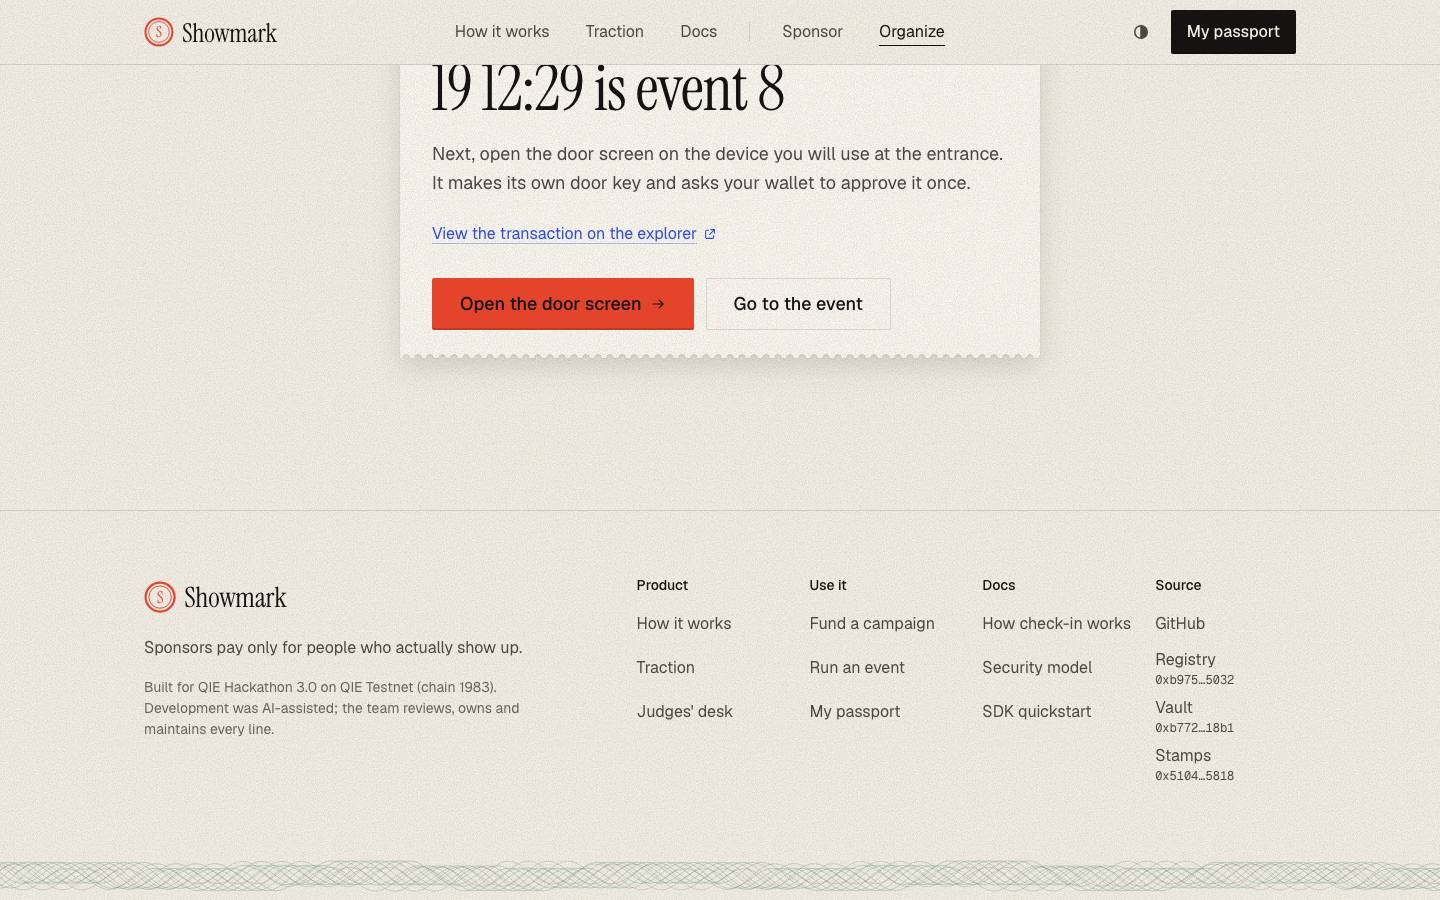 Showmark
How it works
Traction
Docs
Sponsor
Organize
My passport
19 12:29 is event 8
Next, open the door screen on the device you will use at the entrance.
It makes its own door key and asks your wallet to approve it once.
View the transaction on the explorer
Open the door screen →
Go to the event
S Showmark
Sponsors pay only for people who actually show up.
Built for QIE Hackathon 3.0 on QIE Testnet (chain 1983).
Development was AI-assisted; the team reviews, owns and
maintains every line.
Product
How it works
Traction
Judges' desk
Use it
Fund a campaign
Run an event
My passport
Docs
How check-in works
Security model
SDK quickstart
Source
GitHub
Registry
0xb975…5032
Vault
0xb772…18b1
Stamps
0x5104…5818